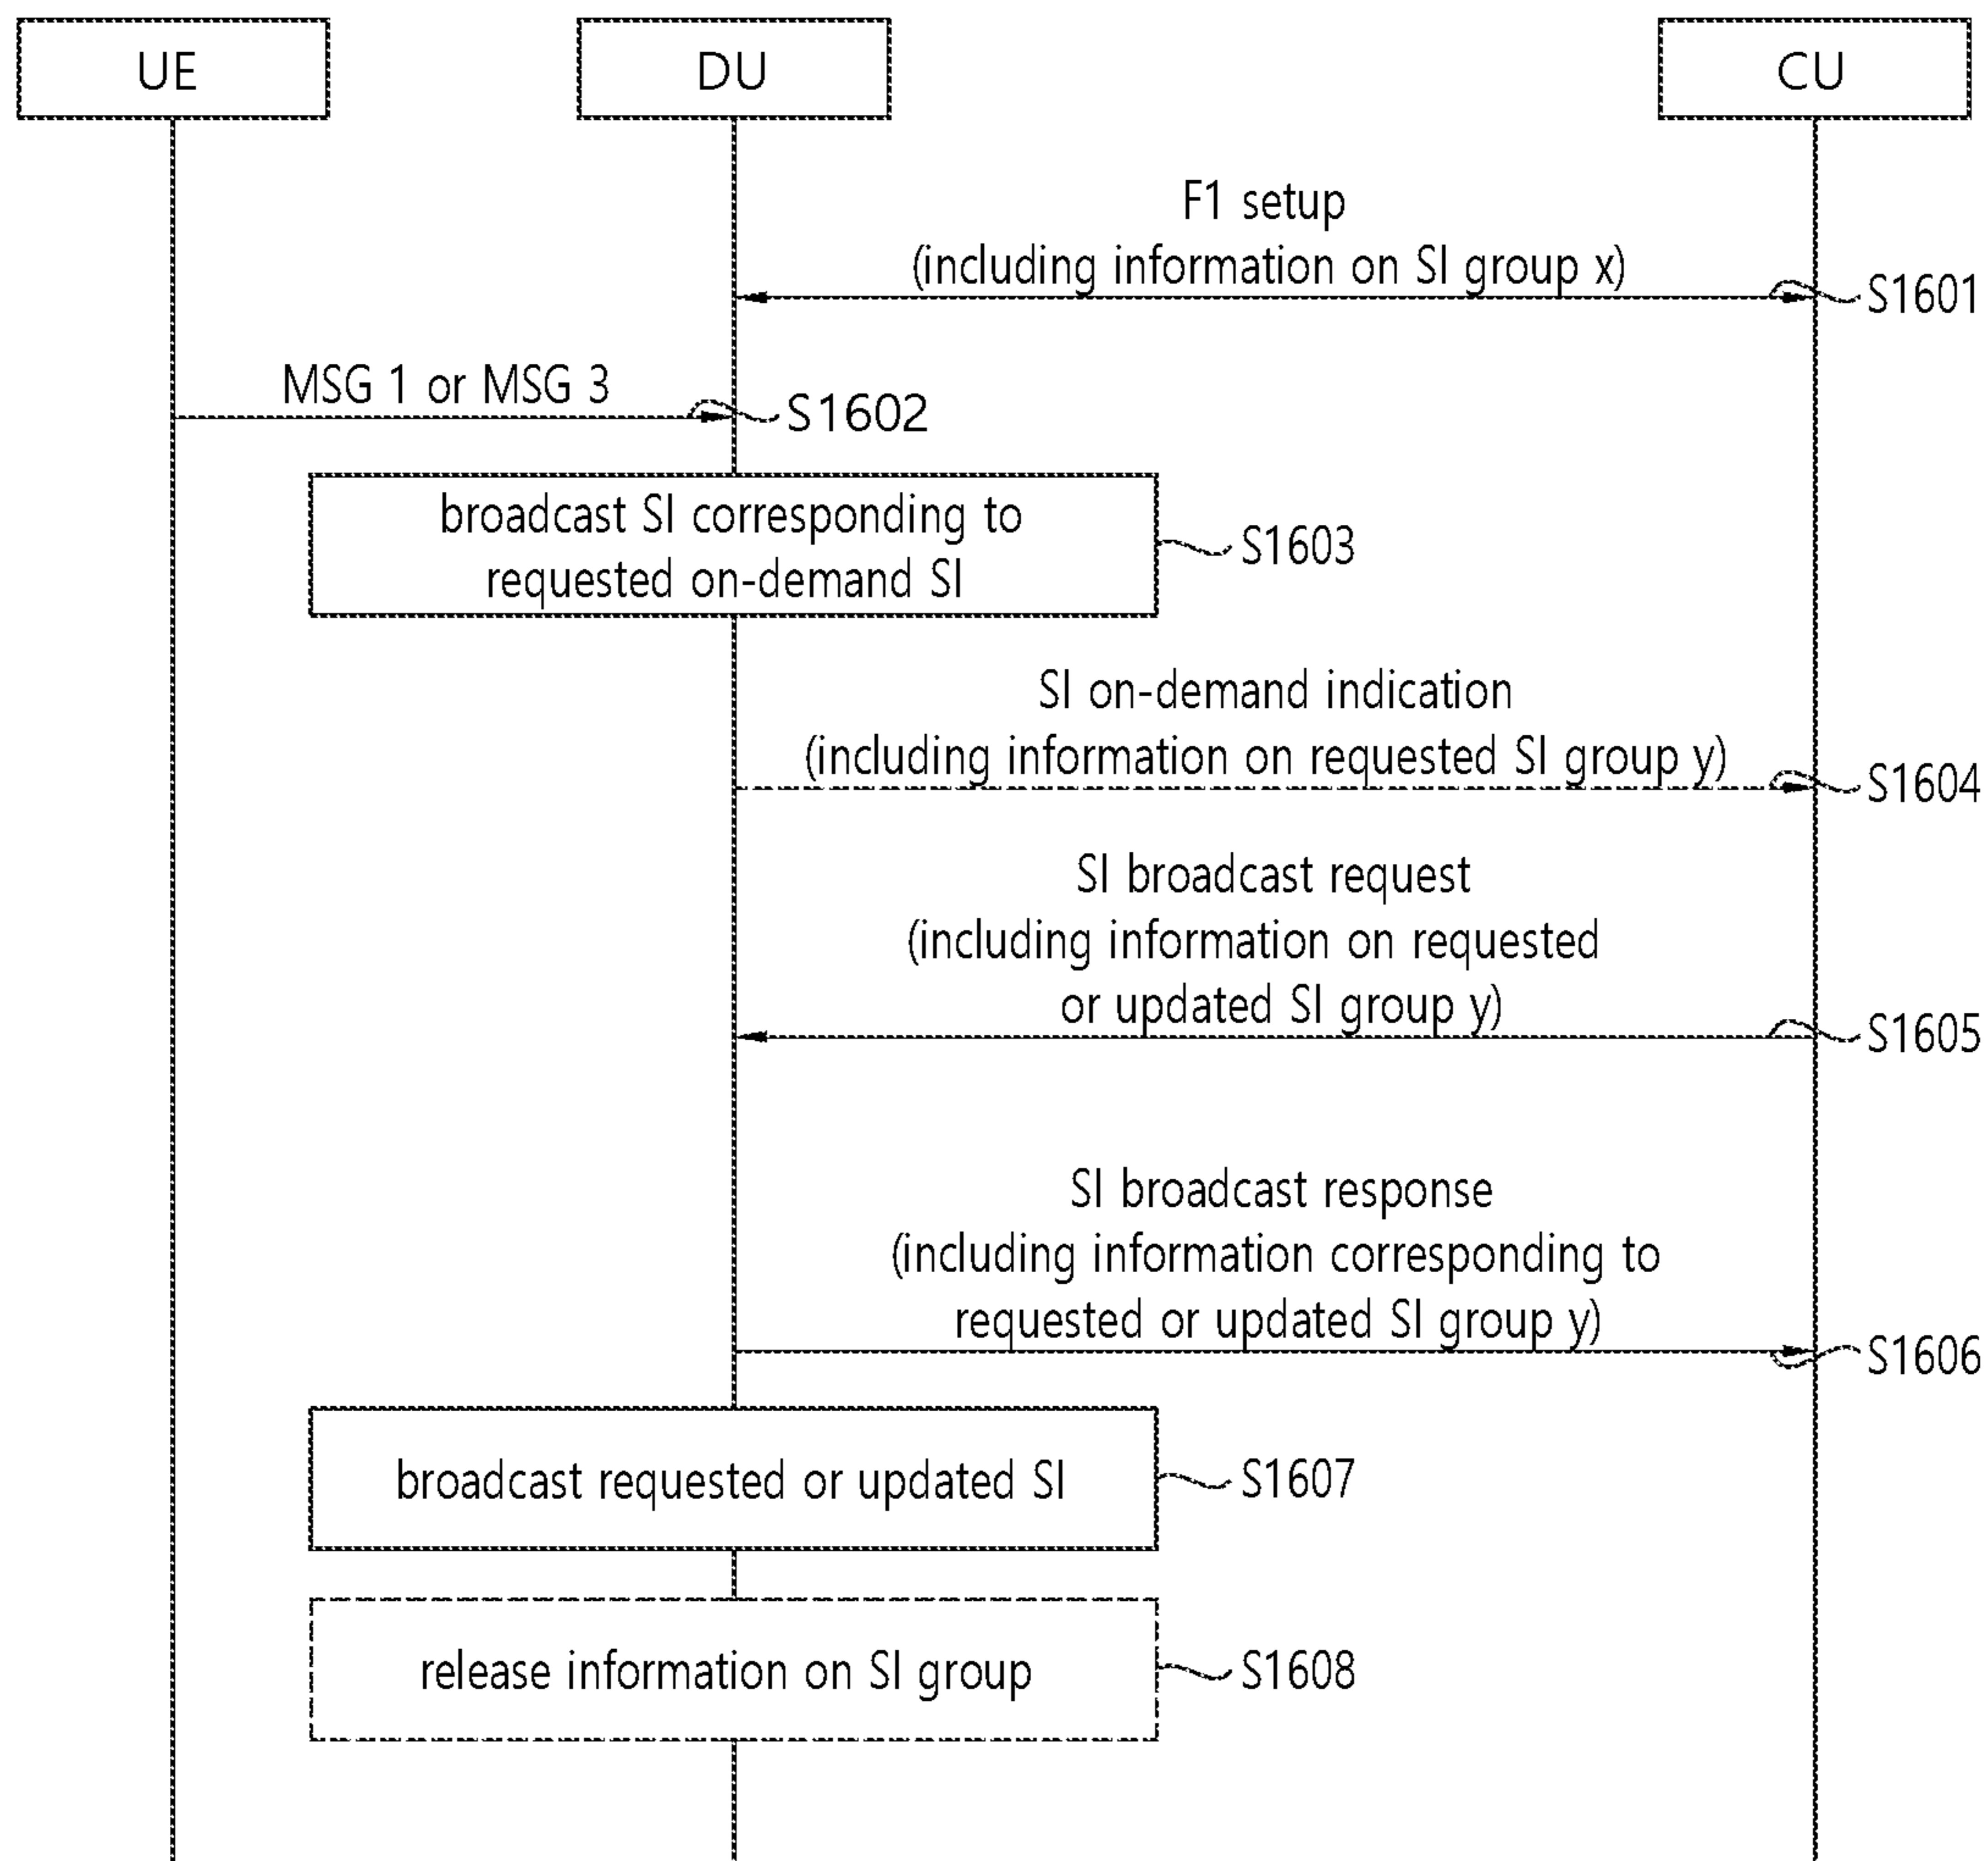 UE
DU
CU
F1 setup
(including information on SI group x)
S1601
MSG 1 or MSG 3
S1602
broadcast SI corresponding to
requested on-demand SI
S1603
SI on-demand indication
(including information on requested SI group y)
S1604
SI broadcast request
(including information on requested
or updated SI group y)
S1605
SI broadcast response
(including information corresponding to
requested or updated SI group y)
S1606
broadcast requested or updated SI
S1607
release information on SI group
S1608